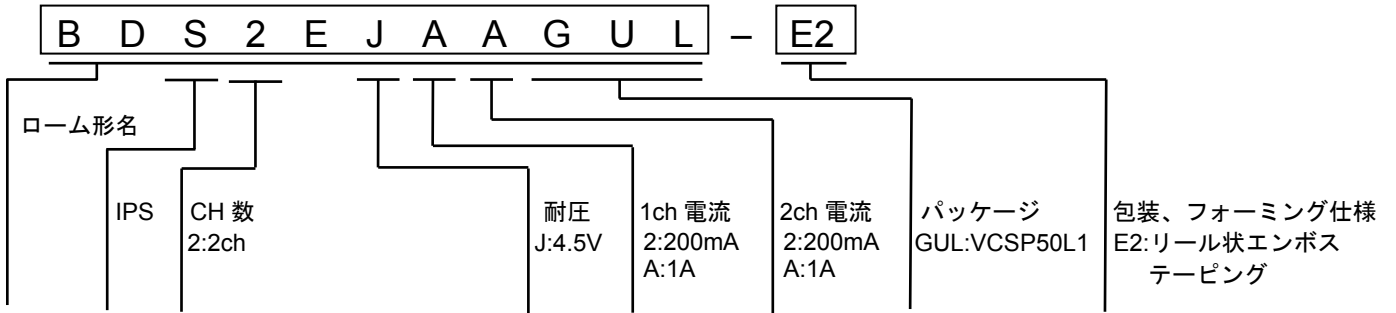 B D S 2 E J A A G U L – E2
ローム形名
IPS
CH 数
2:2ch
耐圧
J:4.5V
1ch 電流
2:200mA
A:1A
2ch 電流
2:200mA
A:1A
パッケージ
GUL:VCSP50L1
包装、フォーミング仕様
E2:リール状エンボス
テーピング